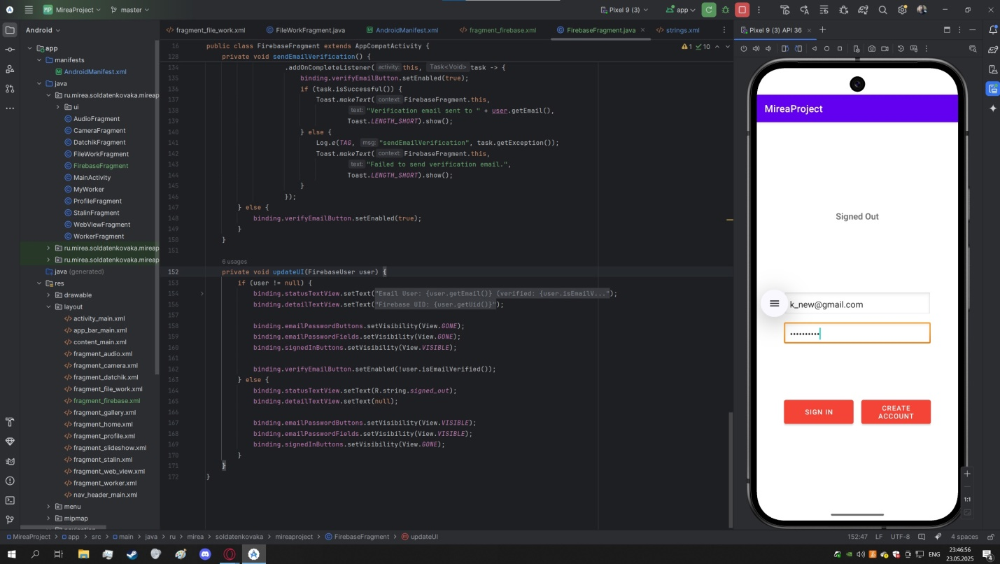 MP MireaProject master Pixel 9 (3) app
Android
fragment_file_work.xml FileWorkFragment.java AndroidManifest.xml fragment_firebase.xml FirebaseFragment.java strings.xml Pixel 9 (3) API 36
app
manifests
AndroidManifest.xml
java
ru.mirea.soldatenkovaka.mireap
ui
AudioFragment
CameraFragment
DatchikFragment
FileWorkFragment
FirebaseFragment
MainActivity
MyWorker
ProfileFragment
StalinFragment
WebViewFragment
WorkerFragment
ru.mirea.soldatenkovaka.mireap
ru.mirea.soldatenkovaka.mireap
java (generated)
res
drawable
layout
activity_main.xml
app_bar_main.xml
content_main.xml
fragment_audio.xml
fragment_camera.xml
fragment_datchik.xml
fragment_file_work.xml
fragment_firebase.xml
fragment_gallery.xml
fragment_home.xml
fragment_profile.xml
fragment_slideshow.xml
fragment_stalin.xml
fragment_web_view.xml
fragment_worker.xml
nav_header_main.xml
menu
mipmap
16 public class FirebaseFragment extends AppCompatActivity { 1 10
128 private void sendEmailVerification() {
134 .addOnCompleteListener( activity: this, Task<Void> task -> {
135 binding.verifyEmailButton.setEnabled(true);
136 if (task.isSuccessful()) {
137 Toast.makeText( context: FirebaseFragment.this,
138 text: "Verification email sent to " + user.getEmail(),
139 Toast.LENGTH_SHORT).show();
140 } else {
141 Log.e(TAG, msg: "sendEmailVerification", task.getException());
142 Toast.makeText( context: FirebaseFragment.this,
143 text: "Failed to send verification email.",
144 Toast.LENGTH_SHORT).show();
145 }
146 });
147 } else {
148 binding.verifyEmailButton.setEnabled(true);
149 }
150 }
151
6 usages
152 private void updateUI(FirebaseUser user) {
153 if (user != null) {
154 binding.statusTextView.setText("Email User: {user.getEmail()} (verified: {user.isEmailV...");
156 binding.detailTextView.setText("Firebase UID: {user.getUid()}");
157
158 binding.emailPasswordButtons.setVisibility(View.GONE);
159 binding.emailPasswordFields.setVisibility(View.GONE);
160 binding.signedInButtons.setVisibility(View.VISIBLE);
161
162 binding.verifyEmailButton.setEnabled(!user.isEmailVerified());
163 } else {
164 binding.statusTextView.setText(R.string.signed_out);
165 binding.detailTextView.setText(null);
166
167 binding.emailPasswordButtons.setVisibility(View.VISIBLE);
168 binding.emailPasswordFields.setVisibility(View.VISIBLE);
169 binding.signedInButtons.setVisibility(View.GONE);
170 }
171 }
172 }
MireaProject
Signed Out
k_new@gmail.com
••••••••••
SIGN IN
CREATE
ACCOUNT
1:1
MireaProject app src main java ru mirea soldatenkovaka mireaproject FirebaseFragment updateUI 152:47 LF UTF-8 4 spaces
ENG
23:46:56
23.05.2025
4